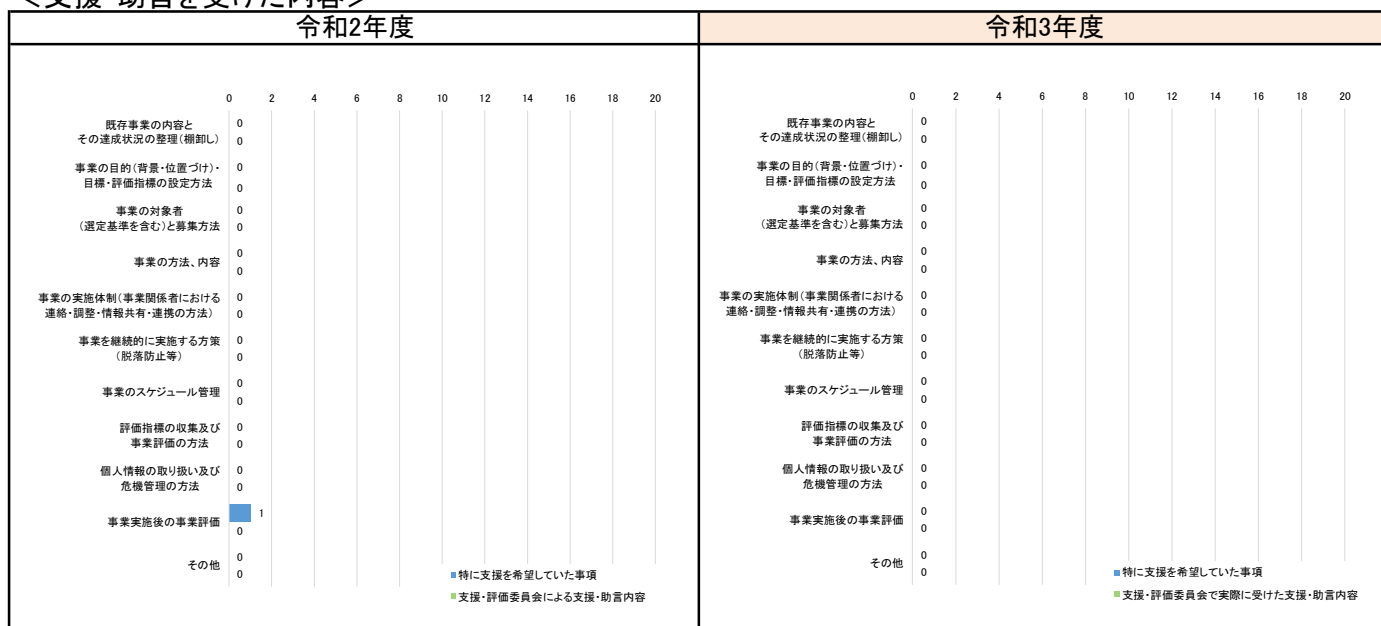 ＜支援・助言を受けた内容＞
令和2年度
0 2 4 6 8 10 12 14 16 18 20
既存事業の内容と
その達成状況の整理(棚卸し)
0
0
事業の目的(背景・位置づけ)・
目標・評価指標の設定方法
0
0
事業の対象者
(選定基準を含む)と募集方法
0
0
事業の方法、内容
0
0
事業の実施体制(事業関係者における
連絡・調整・情報共有・連携の方法)
0
0
事業を継続的に実施する方策
(脱落防止等)
0
0
事業のスケジュール管理
0
0
評価指標の収集及び
事業評価の方法
0
0
個人情報の取り扱い及び
危機管理の方法
0
0
事業実施後の事業評価
1
0
その他
0
0
特に支援を希望していた事項
支援・評価委員会による支援・助言内容
令和3年度
0 2 4 6 8 10 12 14 16 18 20
既存事業の内容と
その達成状況の整理(棚卸し)
0
0
事業の目的(背景・位置づけ)・
目標・評価指標の設定方法
0
0
事業の対象者
(選定基準を含む)と募集方法
0
0
事業の方法、内容
0
0
事業の実施体制(事業関係者における
連絡・調整・情報共有・連携の方法)
0
0
事業を継続的に実施する方策
(脱落防止等)
0
0
事業のスケジュール管理
0
0
評価指標の収集及び
事業評価の方法
0
0
個人情報の取り扱い及び
危機管理の方法
0
0
事業実施後の事業評価
0
0
その他
0
0
特に支援を希望していた事項
支援・評価委員会で実際に受けた支援・助言内容